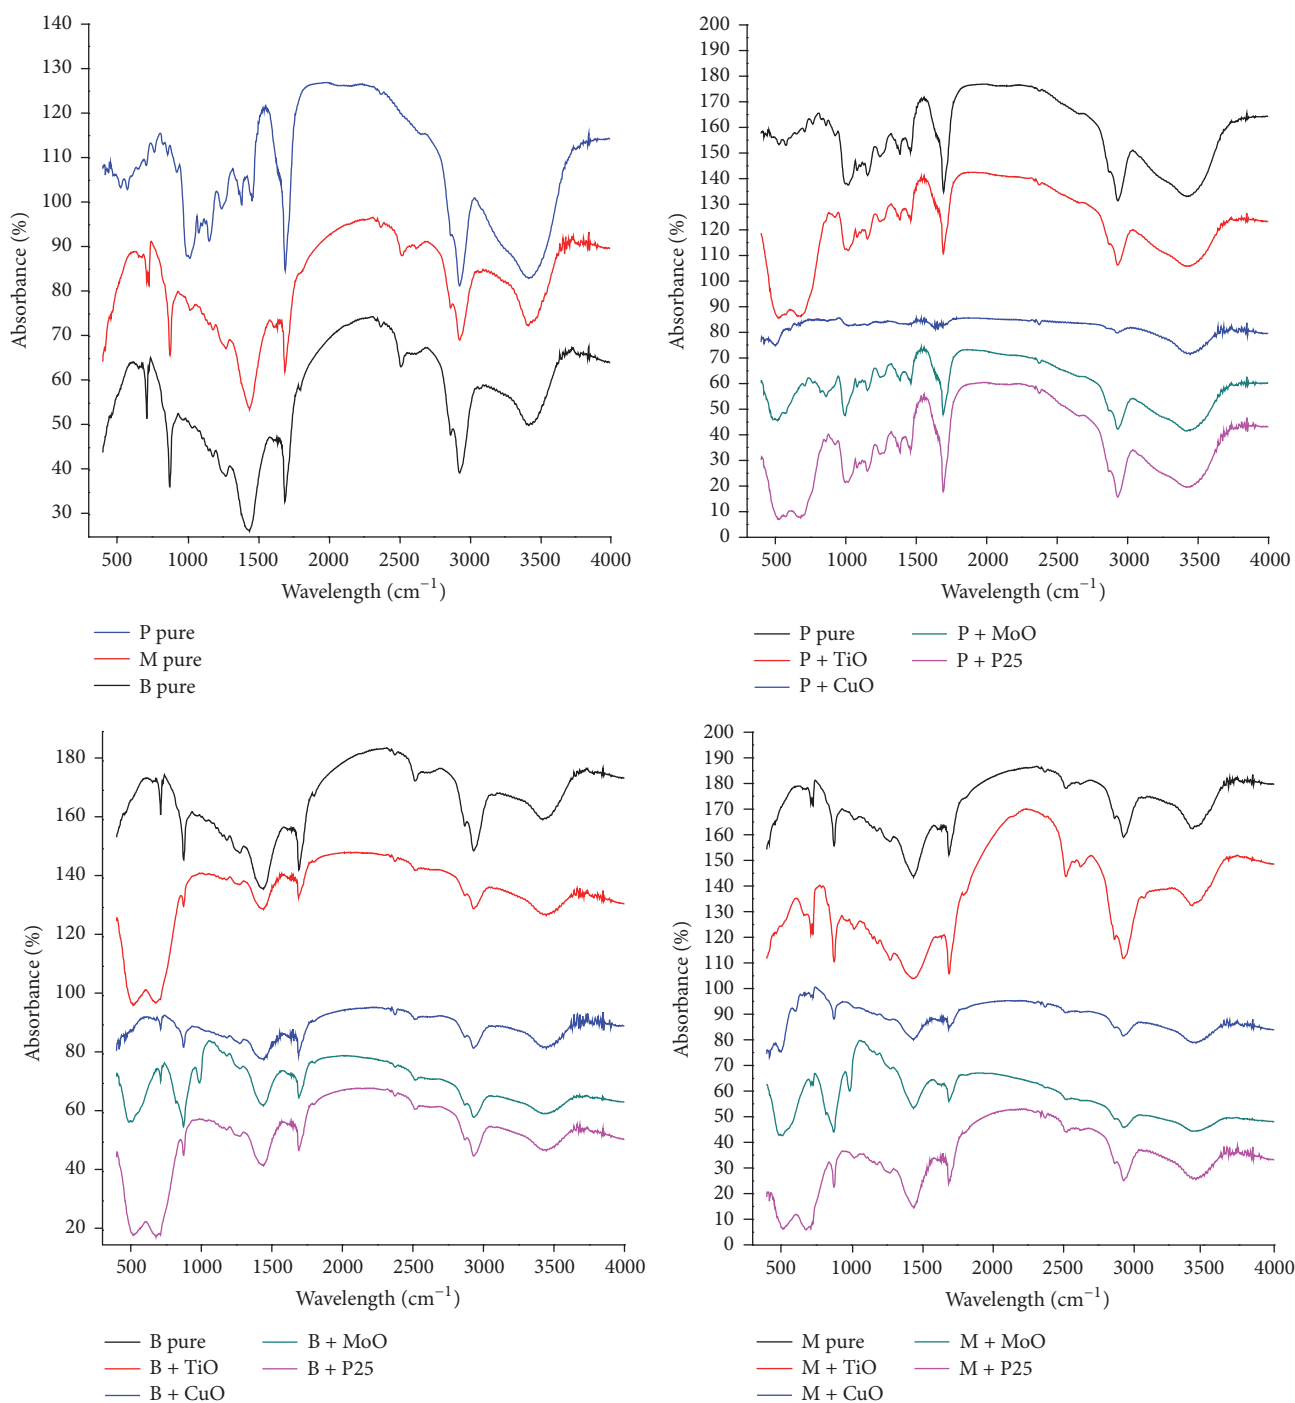 140
130
120
110
100
90
80
70
60
50
40
30
Absorbance (%)
500 1000 1500 2000 2500 3000 3500 4000
Wavelength (cm−1)
P pure
M pure
B pure
200
190
180
170
160
150
140
130
120
110
100
90
80
70
60
50
40
30
20
10
0
Absorbance (%)
500 1000 1500 2000 2500 3000 3500 4000
Wavelength (cm−1)
P pure P + MoO
P + TiO P + P25
P + CuO
180
160
140
120
100
80
60
40
20
Absorbance (%)
500 1000 1500 2000 2500 3000 3500 4000
Wavelength (cm−1)
B pure B + MoO
B + TiO B + P25
B + CuO
200
190
180
170
160
150
140
130
120
110
100
90
80
70
60
50
40
30
20
10
0
Absorbance (%)
500 1000 1500 2000 2500 3000 3500 4000
Wavelength (cm−1)
M pure M + MoO
M + TiO M + P25
M + CuO